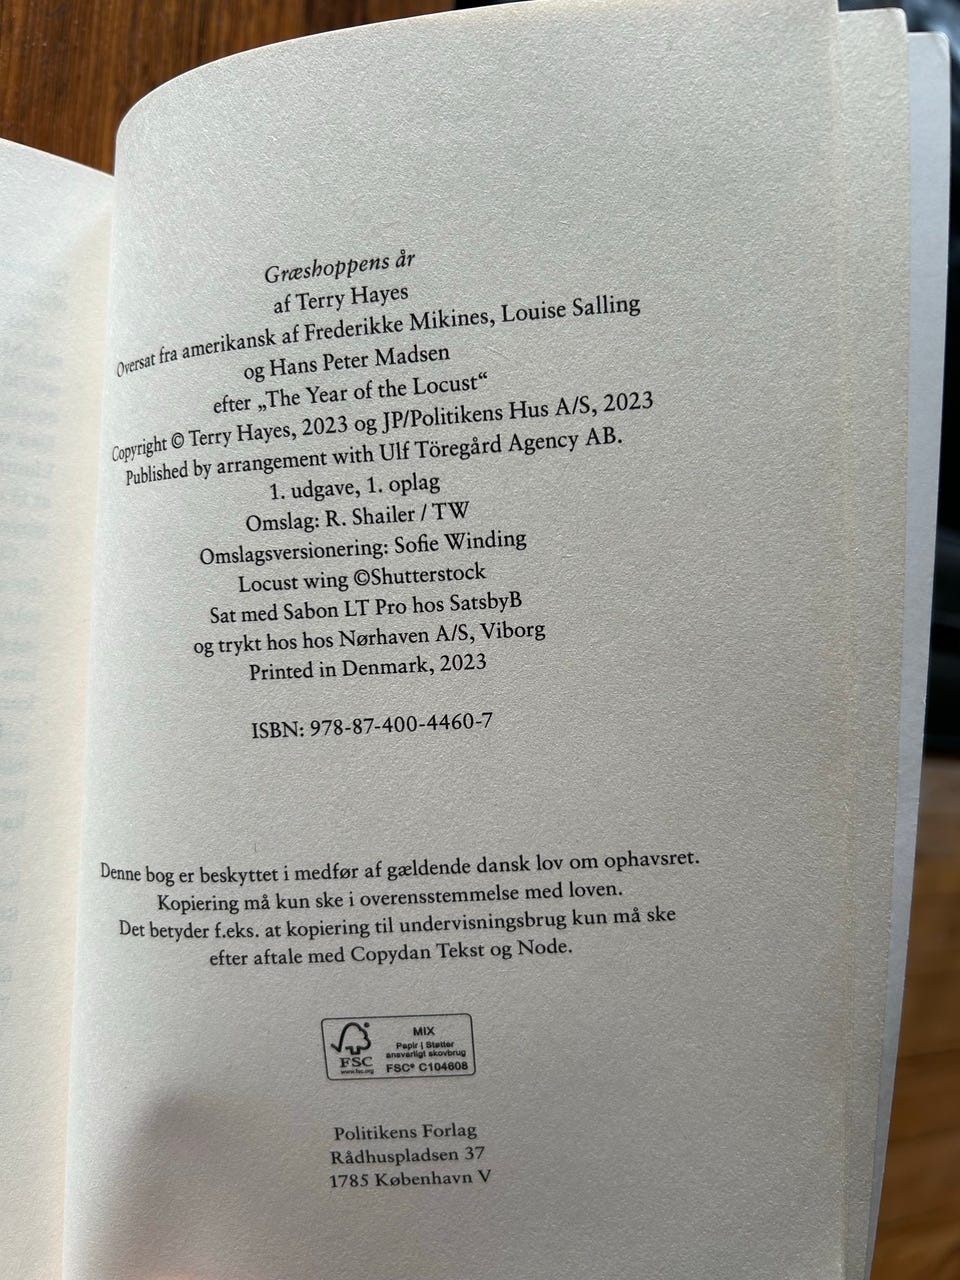 Græshoppens år
af Terry Hayes
Oversat fra amerikansk af Frederikke Mikines, Louise Salling
og Hans Peter Madsen
efter „The Year of the Locust“
Copyright © Terry Hayes, 2023 og JP/Politikens Hus A/S, 2023
Published by arrangement with Ulf Töregård Agency AB.
1. udgave, 1. oplag
Omslag: R. Shailer / TW
Omslagsversionering: Sofie Winding
Locust wing ©Shutterstock
Sat med Sabon LT Pro hos SatsbyB
og trykt hos hos Nørhaven A/S, Viborg
Printed in Denmark, 2023
ISBN: 978-87-400-4460-7
Denne bog er beskyttet i medfør af gældende dansk lov om ophavsret.
Kopiering må kun ske i overensstemmelse med loven.
Det betyder f.eks. at kopiering til undervisningsbrug kun må ske
efter aftale med Copydan Tekst og Node.
FSC
www.fsc.org
MIX
Papir | Støtter
ansvarligt skovbrug
FSC® C104608
Politikens Forlag
Rådhuspladsen 37
1785 København V